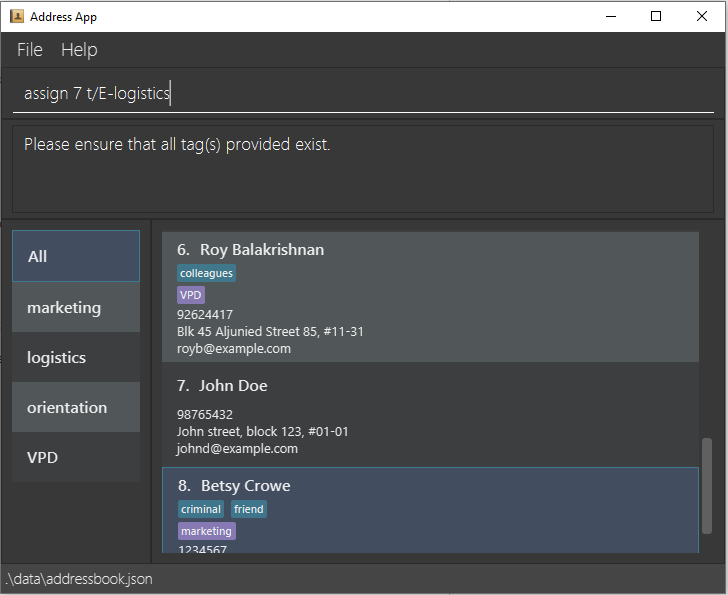 Address App
File Help
assign 7 t/E-logistics
Please ensure that all tag(s) provided exist.
All
marketing
logistics
orientation
VPD
6. Roy Balakrishnan
colleagues
VPD
92624417
Blk 45 Aljunied Street 85, #11-31
royb@example.com
7. John Doe
98765432
John street, block 123, #01-01
johnd@example.com
8. Betsy Crowe
criminal friend
marketing
1234567
.\data\addressbook.json